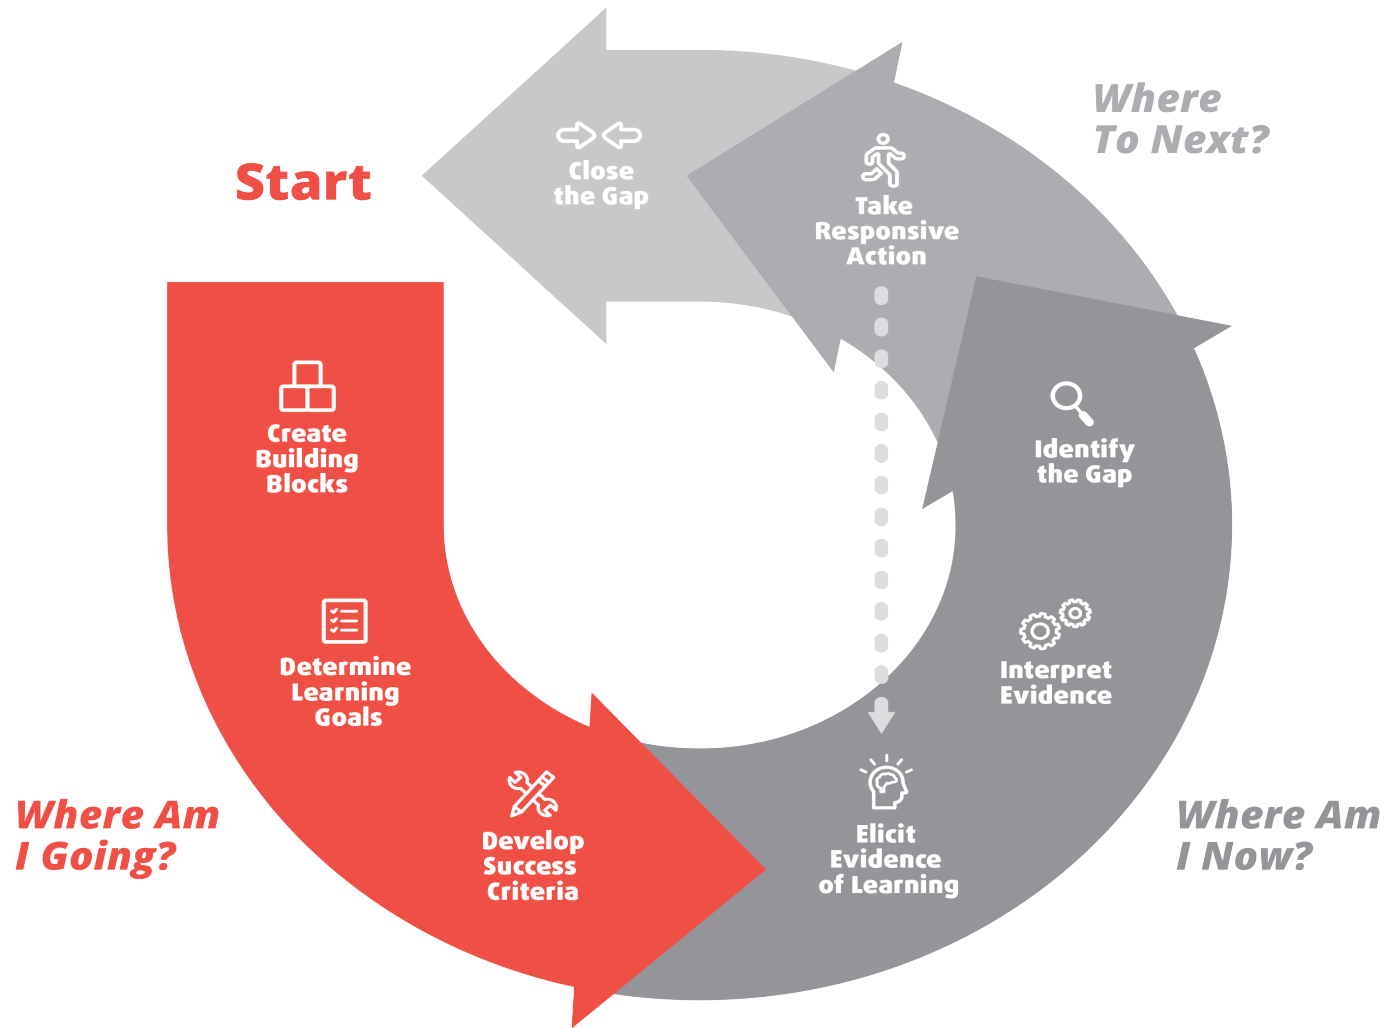 Start
Create
Building
Blocks
Determine
Learning
Goals
Develop
Success
Criteria
Where Am
I Going?
Elicit
Evidence
of Learning
Interpret
Evidence
Identify
the Gap
Where Am
I Now?
Take
Responsive
Action
Close
the Gap
Where
To Next?